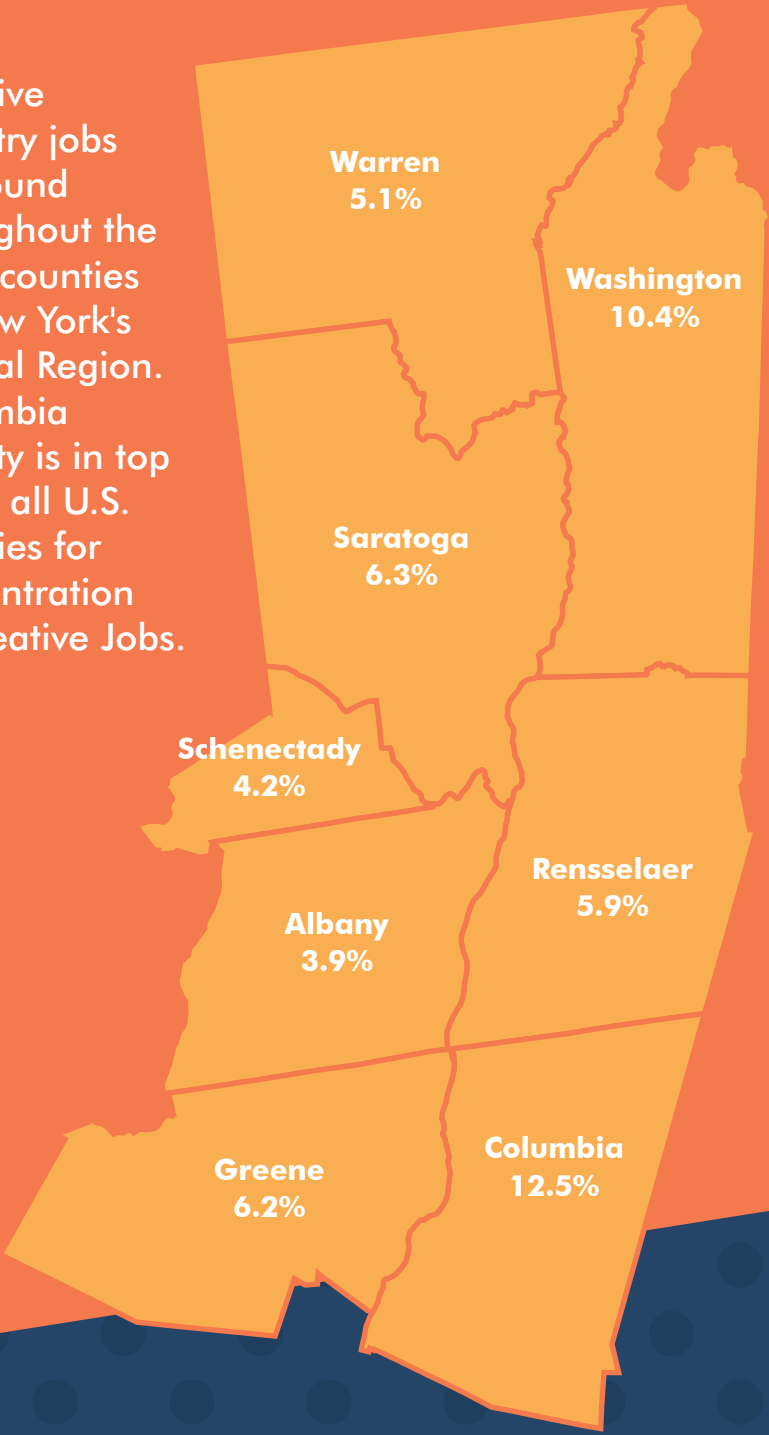 ive
try jobs
ound
ghout the
counties
w York's
al Region.
mbia
ty is in top
all U.S.
ies for
ntration
eative Jobs.
Warren
5.1%
Washington
10.4%
Saratoga
6.3%
Schenectady
4.2%
Rensselaer
5.9%
Albany
3.9%
Columbia
12.5%
Greene
6.2%